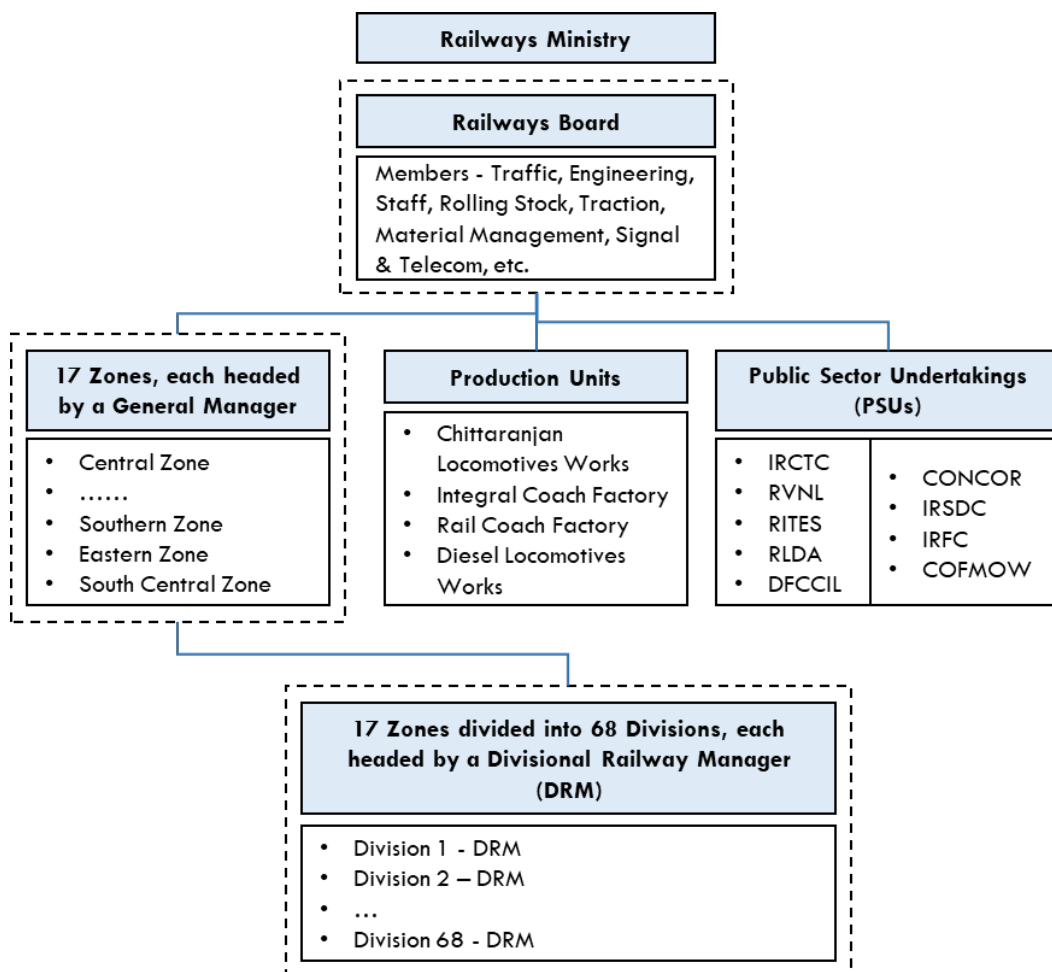 Railways Ministry
Railways Board
Members - Traffic, Engineering,
Staff, Rolling Stock, Traction,
Material Management, Signal
& Telecom, etc.
17 Zones, each headed
by a General Manager
• Central Zone
• ......
• Southern Zone
• Eastern Zone
• South Central Zone
Production Units
• Chittaranjan
Locomotives Works
• Integral Coach Factory
• Rail Coach Factory
• Diesel Locomotives
Works
Public Sector Undertakings
(PSUs)
• IRCTC
• RVNL
• RITES
• RLDA
• DFCCIL
• CONCOR
• IRSDC
• IRFC
• COFMOW
17 Zones divided into 68 Divisions, each
headed by a Divisional Railway Manager
(DRM)
• Division 1 - DRM
• Division 2 – DRM
• ...
• Division 68 - DRM